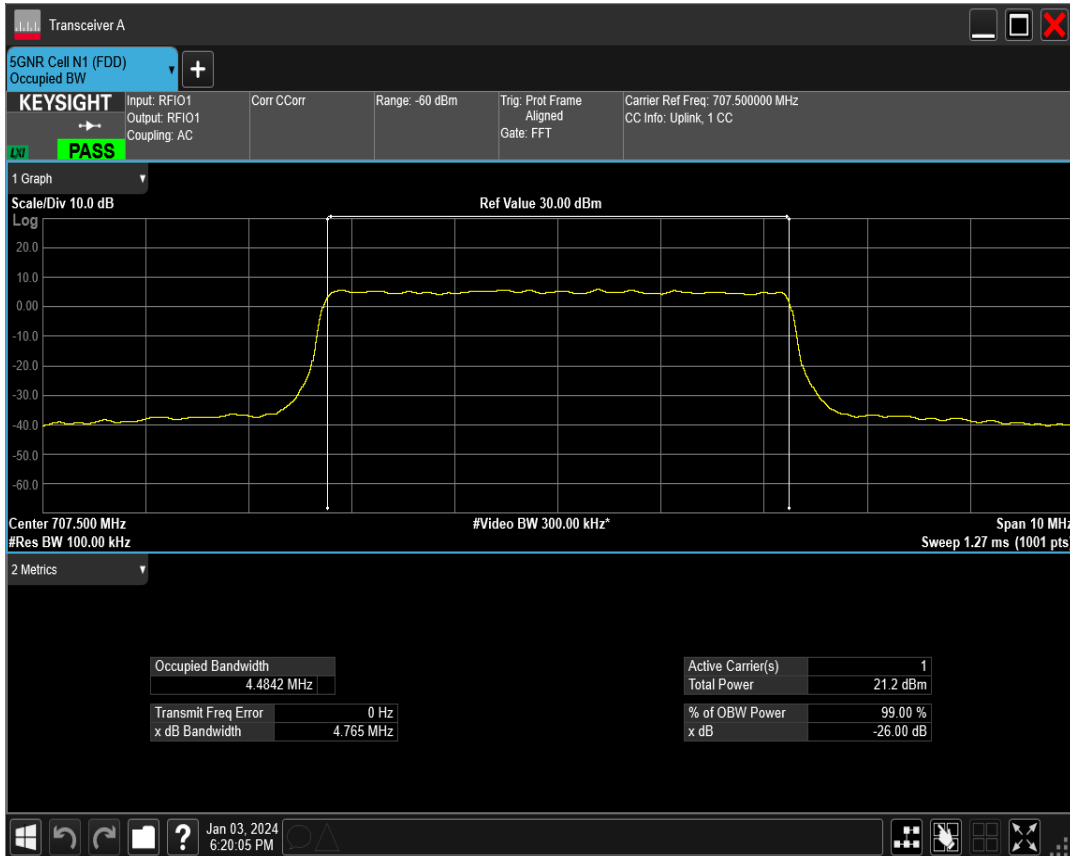 Transceiver A
5GNR Cell N1 (FDD)
Occupied BW
+
KEYSIGHT
LXI
PASS
Input: RFIO1
Output: RFIO1
Coupling: AC
Corr CCorr
Range: -60 dBm
Trig: Prot Frame
Aligned
Gate: FFT
Carrier Ref Freq: 707.500000 MHz
CC Info: Uplink, 1 CC
1 Graph
Scale/Div 10.0 dB
Ref Value 30.00 dBm
Log
20.0
10.0
0.00
-10.0
-20.0
-30.0
-40.0
-50.0
-60.0
Center 707.500 MHz
#Video BW 300.00 kHz*
Span 10 MHz
#Res BW 100.00 kHz
Sweep 1.27 ms (1001 pts)
2 Metrics
Occupied Bandwidth
4.4842 MHz
Transmit Freq Error 0 Hz
x dB Bandwidth 4.765 MHz
Active Carrier(s) 1
Total Power 21.2 dBm
% of OBW Power 99.00 %
x dB -26.00 dB
?
Jan 03, 2024
6:20:05 PM